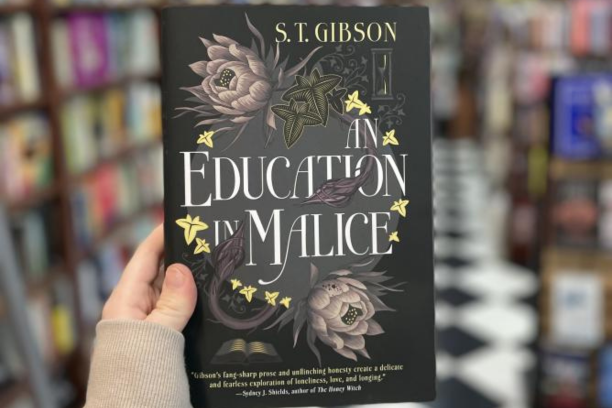 S. T. GIBSON
AN
EDUCATION
IN MALICE
"Gibson's fang-sharp prose and unflinching honesty create a delicate
and fearless exploration of loneliness, love, and longing."
—Sydney J. Shields, author of The Honey Witch